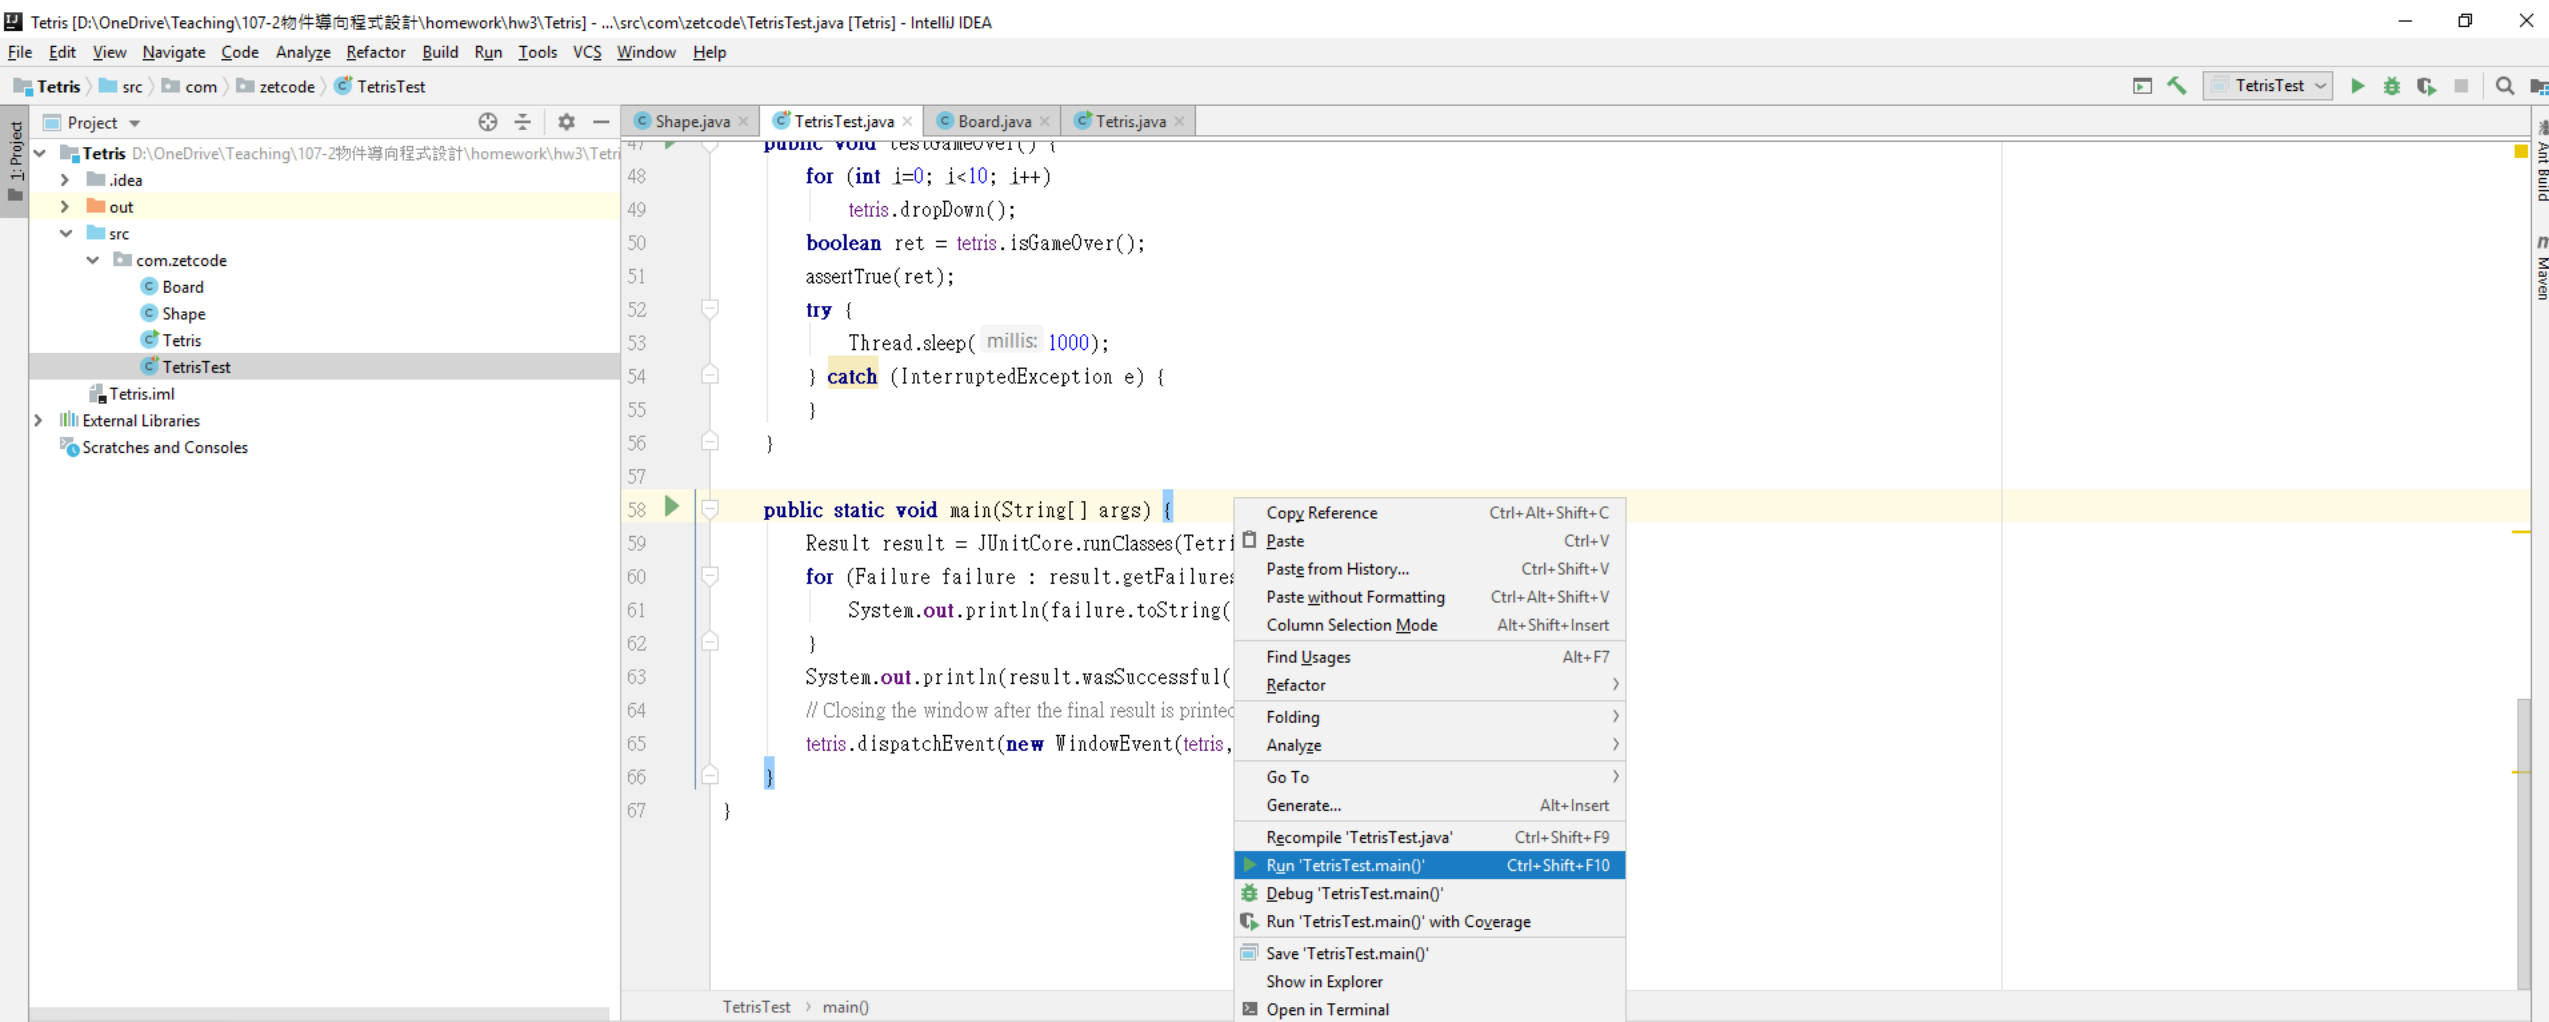 Tetris [D:\OneDrive\Teaching\107-2物件導向程式設計\homework\hw3\Tetris] - ...\src\com\zetcode\TetrisTest.java [Tetris] - IntelliJ IDEA
File Edit View Navigate Code Analyze Refactor Build Run Tools VCS Window Help
Tetris src com zetcode TetrisTest
TetrisTest
1: Project
Project
Tetris D:\OneDrive\Teaching\107-2物件導向程式設計\homework\hw3\Tetri
.idea
out
src
com.zetcode
Board
Shape
Tetris
TetrisTest
Tetris.iml
External Libraries
Scratches and Consoles
Shape.java TetrisTest.java Board.java Tetris.java
47 public void testGameOver() {
48 for (int i=0; i<10; i++)
49 tetris.dropDown();
50 boolean ret = tetris.isGameOver();
51 assertTrue(ret);
52 try {
53 Thread.sleep( millis: 1000);
54 } catch (InterruptedException e) {
55 }
56 }
57
58 public static void main(String[] args) {
59 Result result = JUnitCore.runClasses(Tetri
60 for (Failure failure : result.getFailures
61 System.out.println(failure.toString(
62 }
63 System.out.println(result.wasSuccessful(
64 // Closing the window after the final result is printed
65 tetris.dispatchEvent(new WindowEvent(tetris,
66 }
67 }
TetrisTest › main()
Copy Reference Ctrl+Alt+Shift+C
Paste Ctrl+V
Paste from History... Ctrl+Shift+V
Paste without Formatting Ctrl+Alt+Shift+V
Column Selection Mode Alt+Shift+Insert
Find Usages Alt+F7
Refactor
Folding
Analyze
Go To
Generate... Alt+Insert
Recompile 'TetrisTest.java' Ctrl+Shift+F9
Run 'TetrisTest.main()' Ctrl+Shift+F10
Debug 'TetrisTest.main()'
Run 'TetrisTest.main()' with Coverage
Save 'TetrisTest.main()'
Show in Explorer
Open in Terminal
Ant Build
Maven